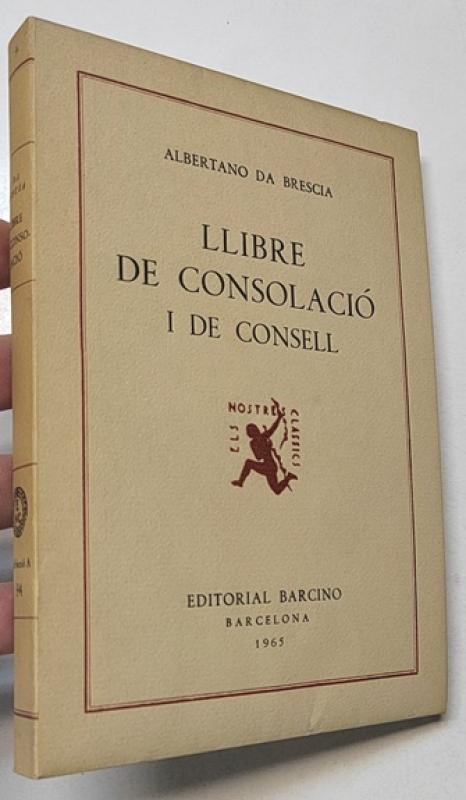 ALBERTANO DA BRESCIA
LLIBRE
DE CONSOLACIÓ
I DE CONSELL
ELS NOSTRES CLÀSSICS
EDITORIAL BARCINO
BARCELONA
1965